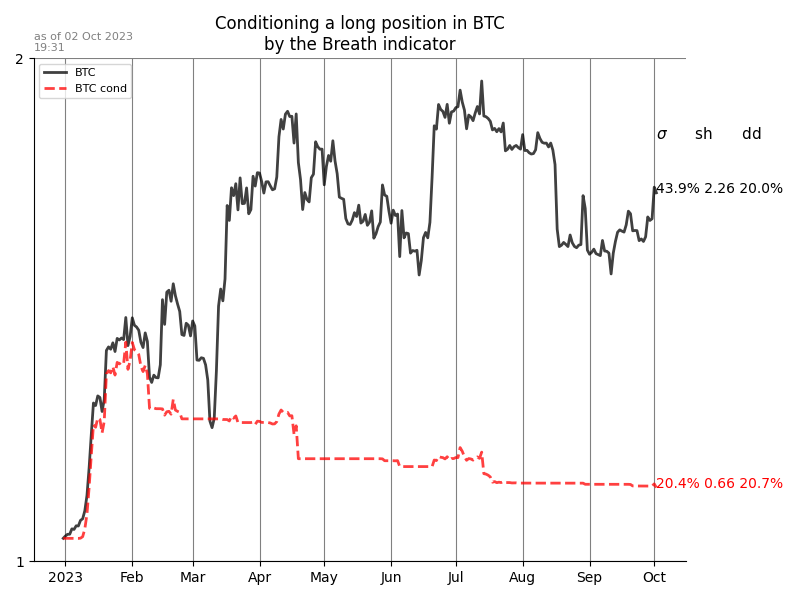 Conditioning a long position in BTC
by the Breath indicator
as of 02 Oct 2023
19:31
2
BTC
BTC cond
σ sh dd
43.9% 2.26 20.0%
20.4% 0.66 20.7%
1
2023 Feb Mar Apr May Jun Jul Aug Sep Oct